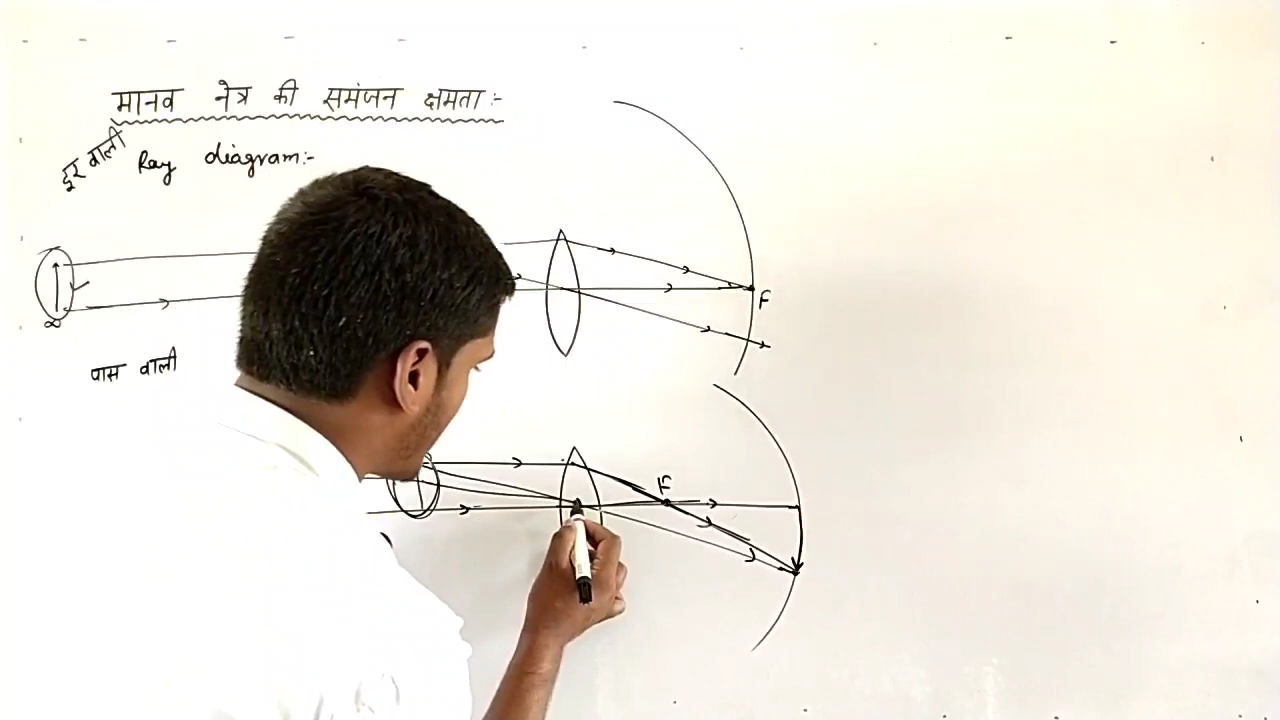 मानव नेत्र की समंजन क्षमता :-
दूर वाली
Ray diagram:-
∞
F
पास वाली
F